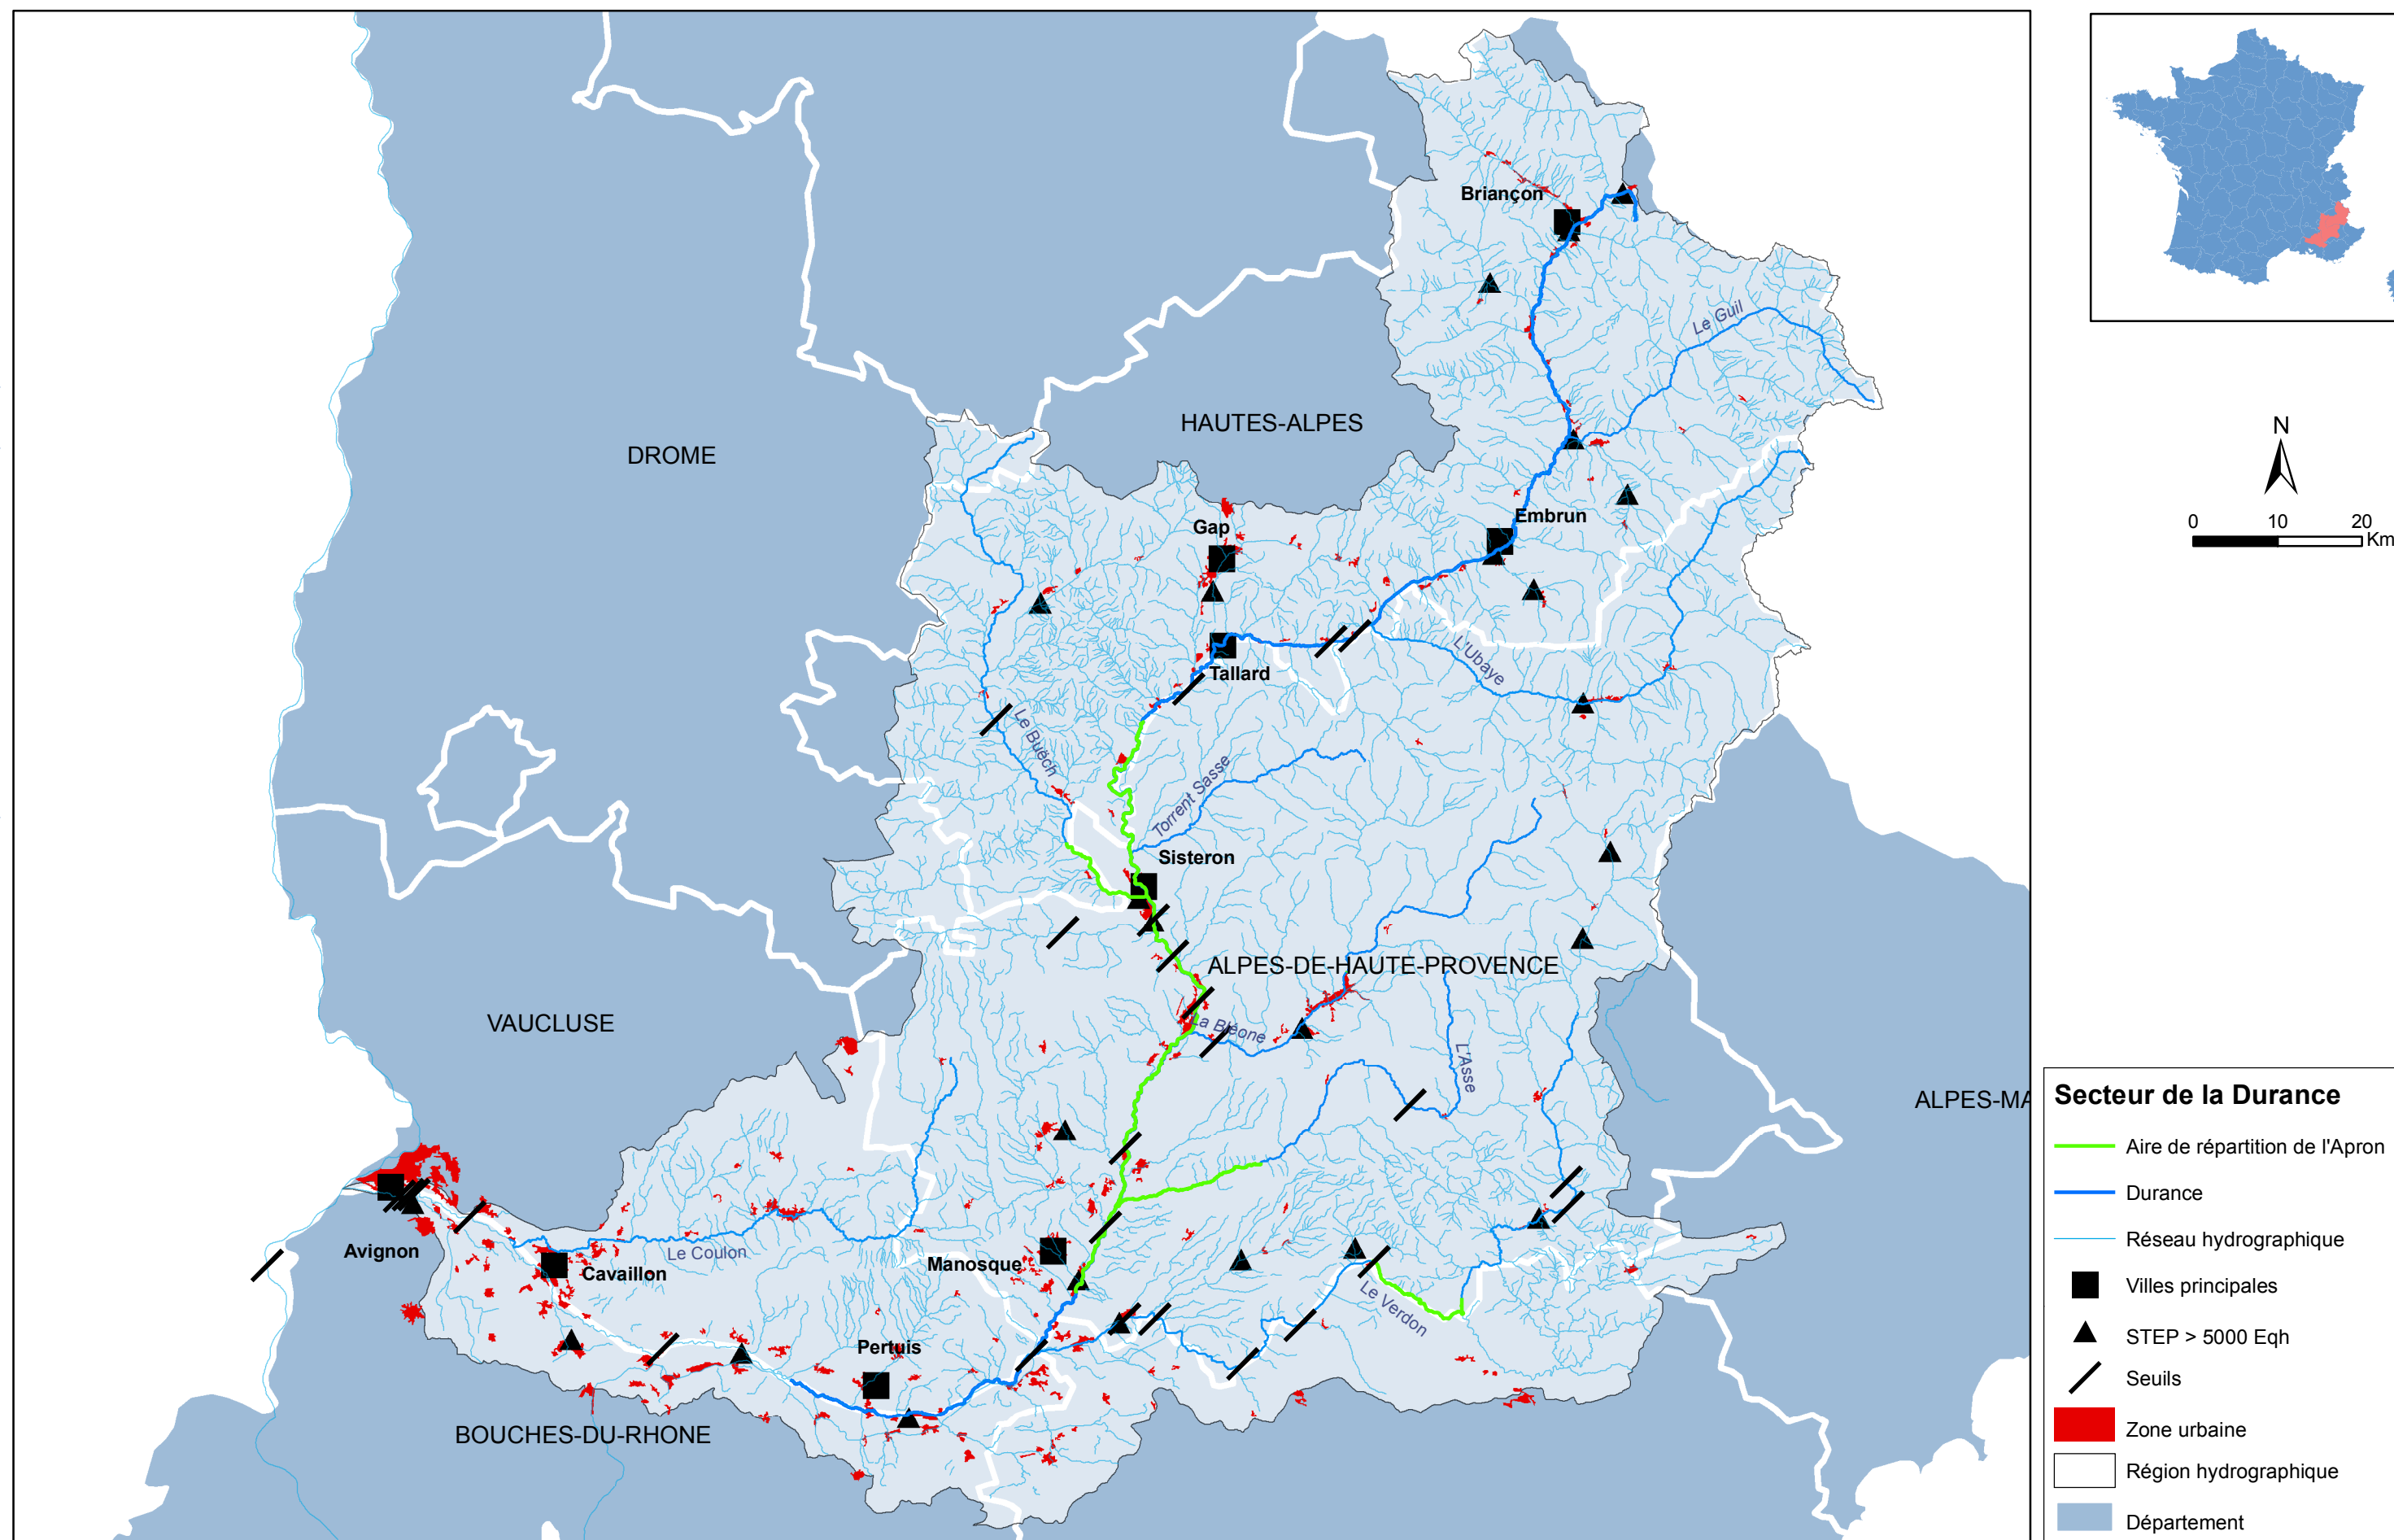 Briançon
Le Guil
N
HAUTES-ALPES
DROME
0 10 20
Km
Embrun
Gap
L'Ubaye
Tallard
Le Buëch
Torrent Sasse
Sisteron
ALPES-DE-HAUTE-PROVENCE
VAUCLUSE
La Bléone
L'Asse
ALPES-MA
Avignon
Le Coulon
Cavaillon
Manosque
Le Verdon
Pertuis
BOUCHES-DU-RHONE
Secteur de la Durance
Aire de répartition de l'Apron
Durance
Réseau hydrographique
Villes principales
STEP > 5000 Eqh
Seuils
Zone urbaine
Région hydrographique
Département